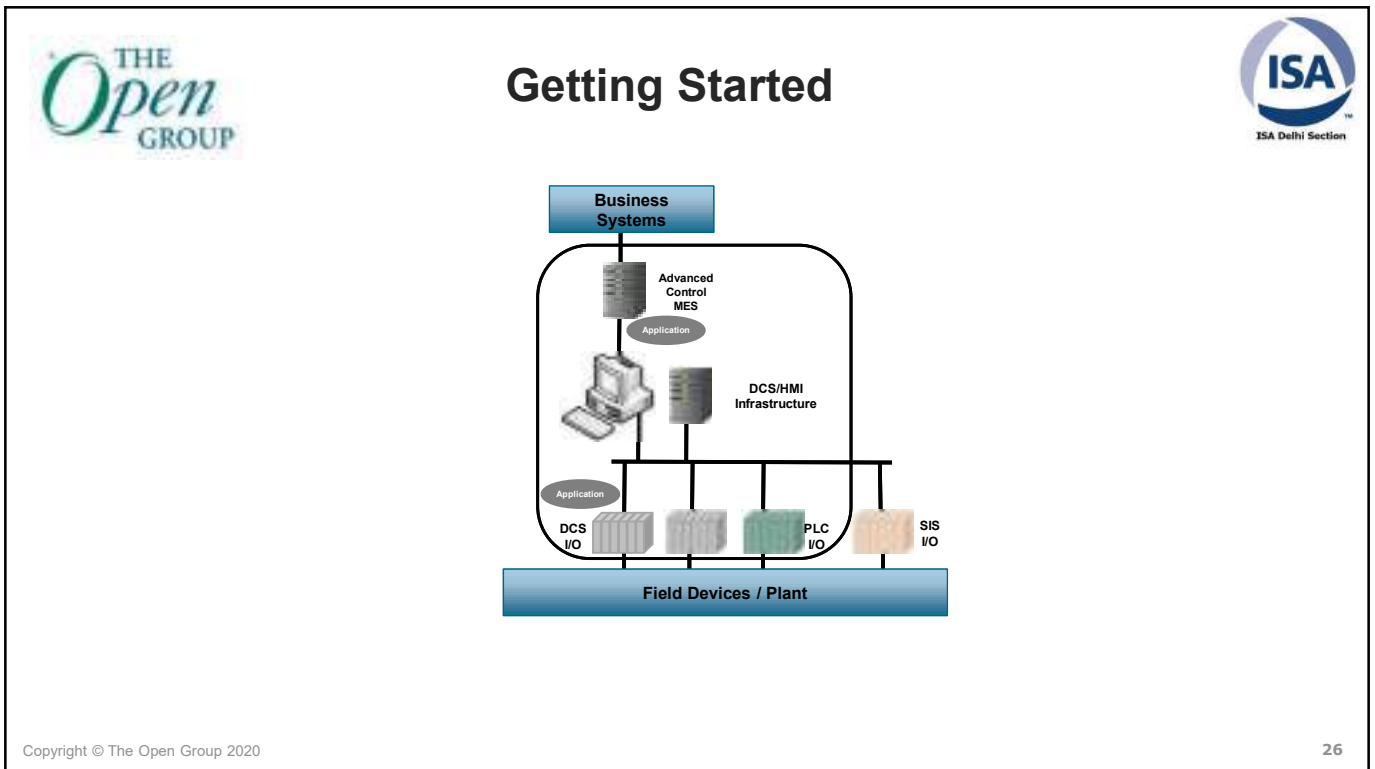 THE
Open
GROUP
Getting Started
ISA
TM
ISA Delhi Section
Business
Systems
Advanced
Control
MES
Application
DCS/HMI
Infrastructure
Application
DCS
I/O
PLC
I/O
SIS
I/O
Field Devices / Plant
Copyright © The Open Group 2020
26